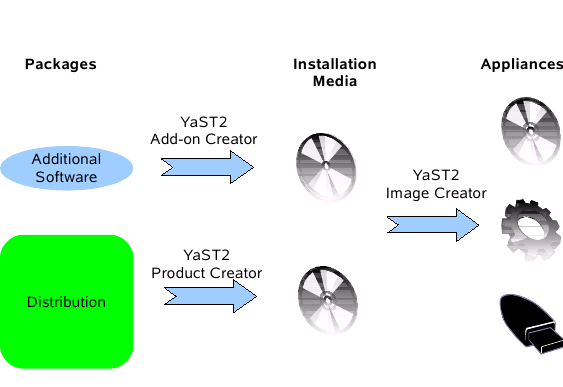 Packages
Installation
Media
Appliances
YaST2
Add-on Creator
Additional
Software
YaST2
Image Creator
YaST2
Product Creator
Distribution